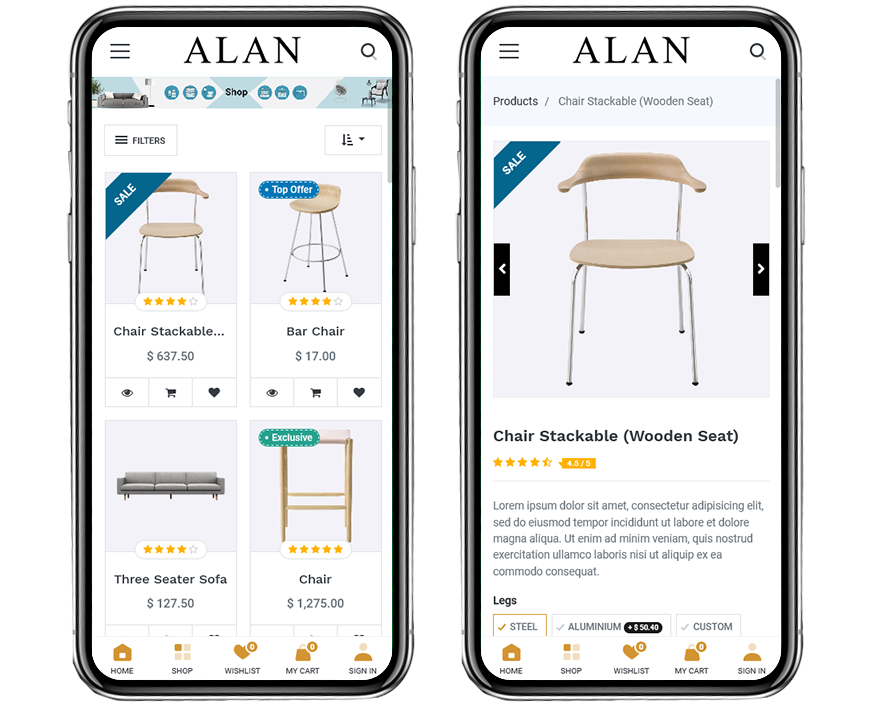 ALAN
Shop
FILTERS
SALE
Top Offer
Chair Stackable...
$ 637.50
Bar Chair
$ 17.00
Exclusive
Three Seater Sofa
$ 127.50
Chair
$ 1,275.00
HOME
SHOP
0
WISHLIST
0
MY CART
SIGN IN
ALAN
Products / Chair Stackable (Wooden Seat)
SALE
Chair Stackable (Wooden Seat)
4.5 / 5
Lorem ipsum dolor sit amet, consectetur adipisicing elit,
sed do eiusmod tempor incididunt ut labore et dolore
magna aliqua. Ut enim ad minim veniam, quis nostrud
exercitation ullamco laboris nisi ut aliquip ex ea
commodo consequat.
Legs
STEEL
ALUMINIUM + $ 50.40
CUSTOM
HOME
SHOP
0
WISHLIST
0
MY CART
SIGN IN